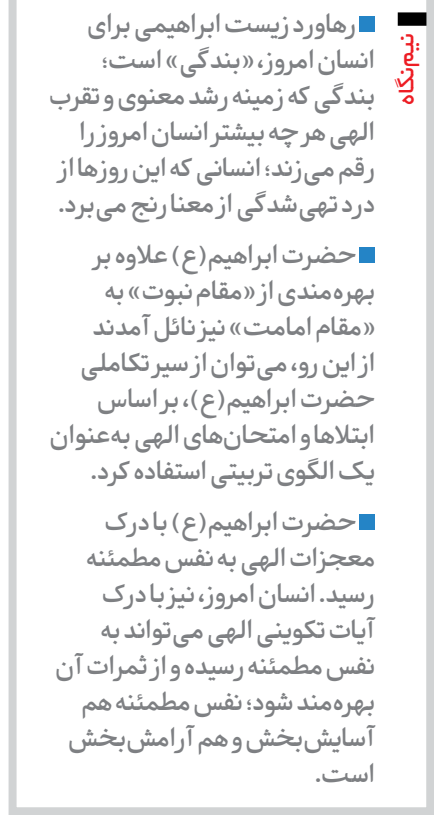 نیم‌نگاه
رهاورد زیست ابراهیمی برای
انسان امروز، «بندگی» است؛
بندگی که زمینه رشد معنوی و تقرب
الهی هر چه بیشتر انسان امروز را
رقم می‌زند؛ انسانی که این روزها از
درد تهی‌شدگی از معنا رنج می‌برد.
حضرت ابراهیم(ع) علاوه بر
بهره‌مندی از «مقام نبوت» به
«مقام امامت» نیز نائل آمدند
از این رو، می‌توان از سیر تکاملی
حضرت ابراهیم(ع)، بر اساس
ابتلاها و امتحان‌های الهی به‌عنوان
یک الگوی تربیتی استفاده کرد.
حضرت ابراهیم(ع) با درک
معجزات الهی به نفس مطمئنه
رسید. انسان امروز، نیز با درک
آیات تکوینی الهی می‌تواند به
نفس مطمئنه رسیده و از ثمرات آن
بهره‌مند شود؛ نفس مطمئنه هم
آسایش‌بخش و هم آرامش‌بخش
است.